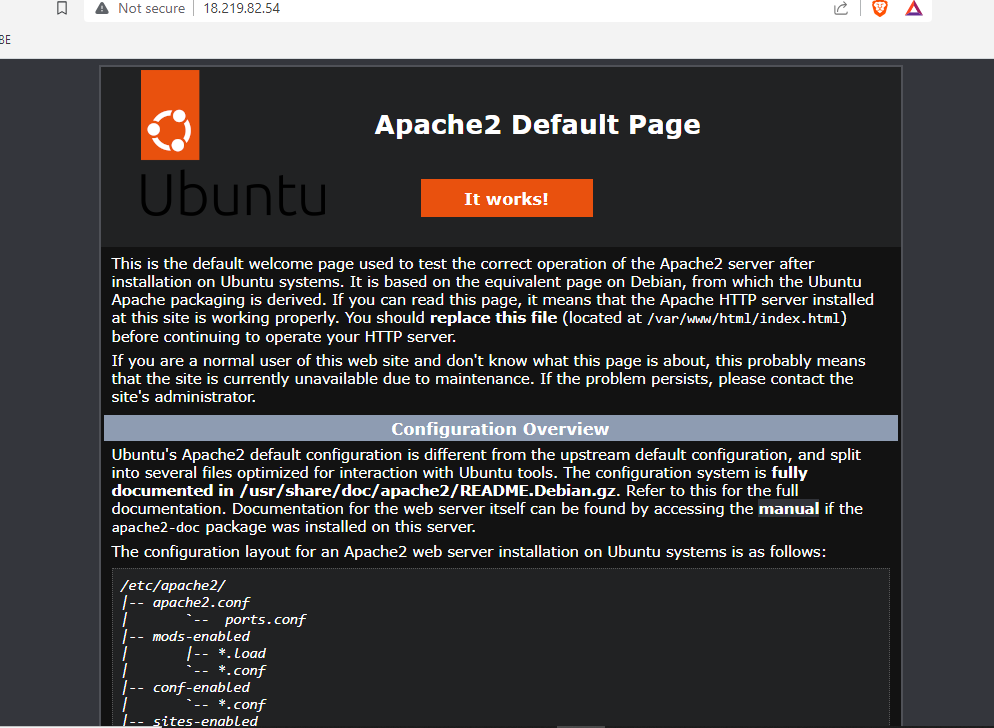 Not secure 18.219.82.54
BE
Apache2 Default Page
Ubuntu
It works!
This is the default welcome page used to test the correct operation of the Apache2 server after
installation on Ubuntu systems. It is based on the equivalent page on Debian, from which the Ubuntu
Apache packaging is derived. If you can read this page, it means that the Apache HTTP server installed
at this site is working properly. You should replace this file (located at /var/www/html/index.html)
before continuing to operate your HTTP server.
If you are a normal user of this web site and don't know what this page is about, this probably means
that the site is currently unavailable due to maintenance. If the problem persists, please contact the
site's administrator.
Configuration Overview
Ubuntu's Apache2 default configuration is different from the upstream default configuration, and split
into several files optimized for interaction with Ubuntu tools. The configuration system is fully
documented in /usr/share/doc/apache2/README.Debian.gz. Refer to this for the full
documentation. Documentation for the web server itself can be found by accessing the manual if the
apache2-doc package was installed on this server.
The configuration layout for an Apache2 web server installation on Ubuntu systems is as follows:
/etc/apache2/
|-- apache2.conf
|       `--  ports.conf
|-- mods-enabled
|       |-- *.load
|       `-- *.conf
|-- conf-enabled
|       `-- *.conf
|-- sites-enabled